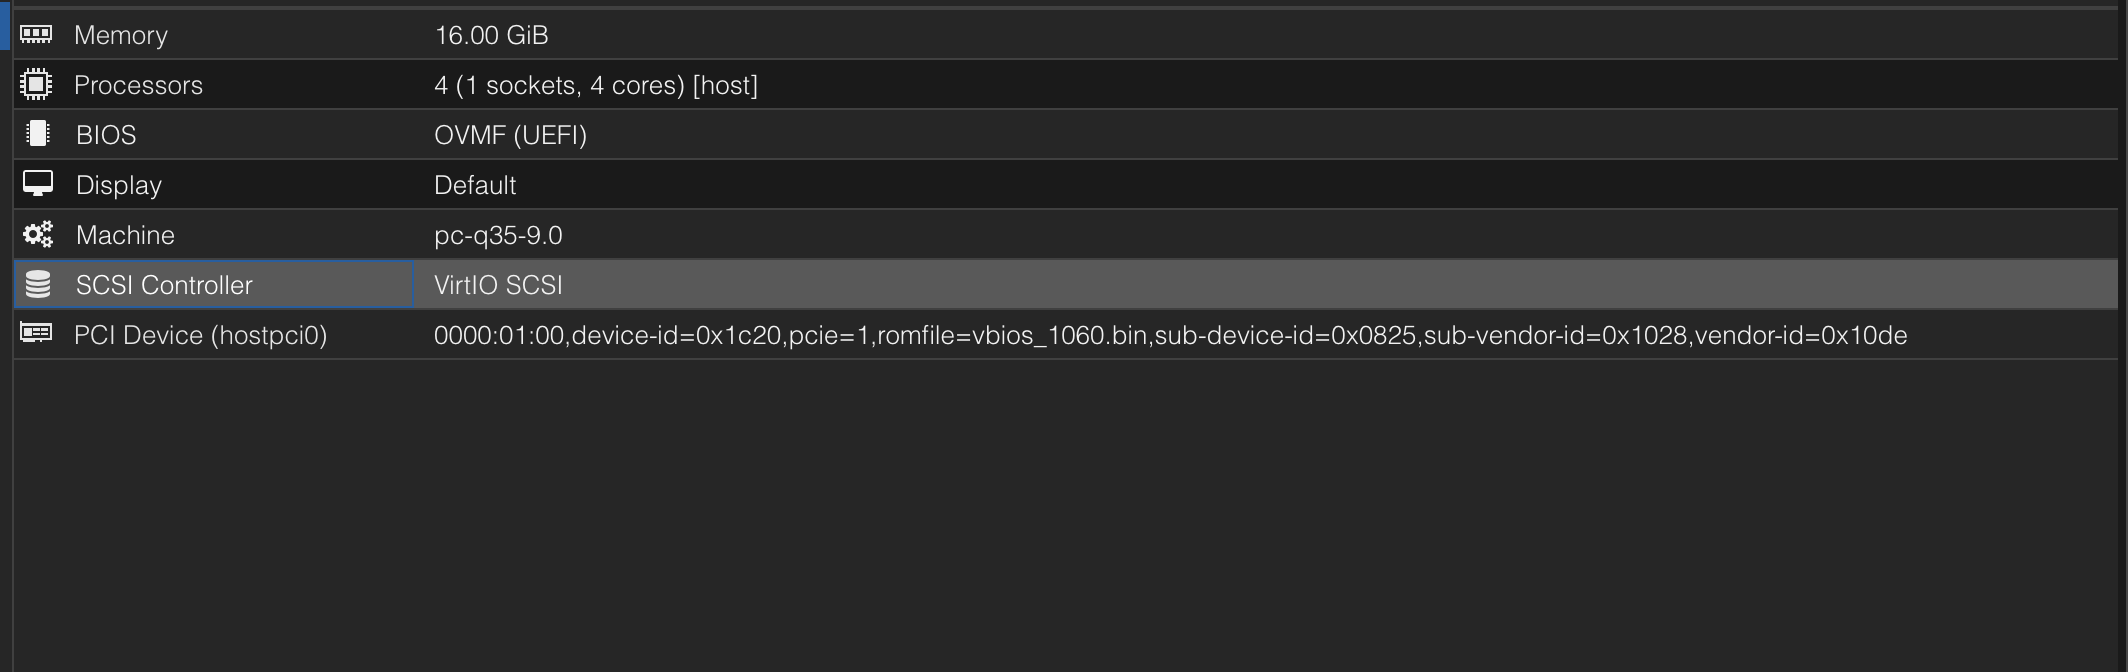 Memory 16.00 GiB
Processors 4 (1 sockets, 4 cores) [host]
BIOS OVMF (UEFI)
Display Default
Machine pc-q35-9.0
SCSI Controller VirtIO SCSI
PCI Device (hostpci0) 0000:01:00,device-id=0x1c20,pcie=1,romfile=vbios_1060.bin,sub-device-id=0x0825,sub-vendor-id=0x1028,vendor-id=0x10de